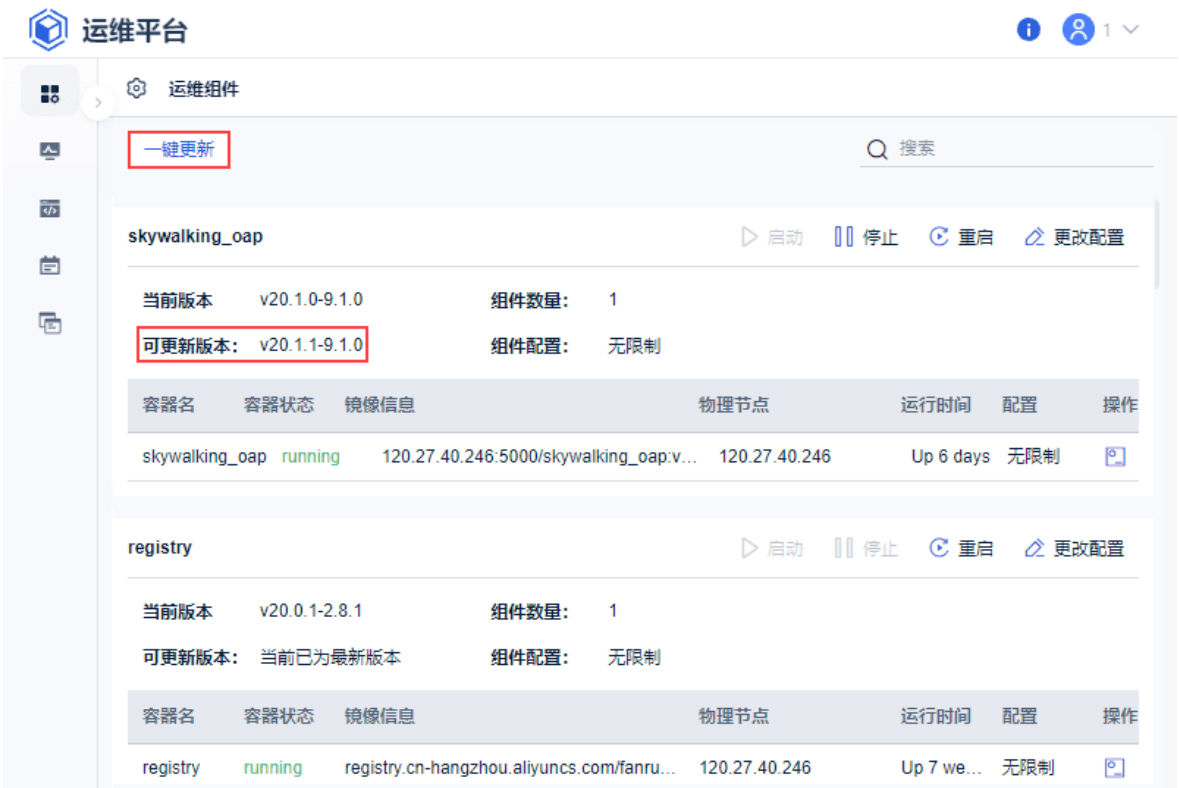 运维平台
1
运维组件
一键更新
搜索
skywalking_oap 启动 停止 重启 更改配置
当前版本 v20.1.0-9.1.0 组件数量: 1
可更新版本: v20.1.1-9.1.0 组件配置: 无限制
容器名 容器状态 镜像信息 物理节点 运行时间 配置 操作
skywalking_oap running 120.27.40.246:5000/skywalking_oap:v... 120.27.40.246 Up 6 days 无限制
registry 启动 停止 重启 更改配置
当前版本 v20.0.1-2.8.1 组件数量: 1
可更新版本: 当前已为最新版本 组件配置: 无限制
容器名 容器状态 镜像信息 物理节点 运行时间 配置 操作
registry running registry.cn-hangzhou.aliyuncs.com/fanru... 120.27.40.246 Up 7 we... 无限制